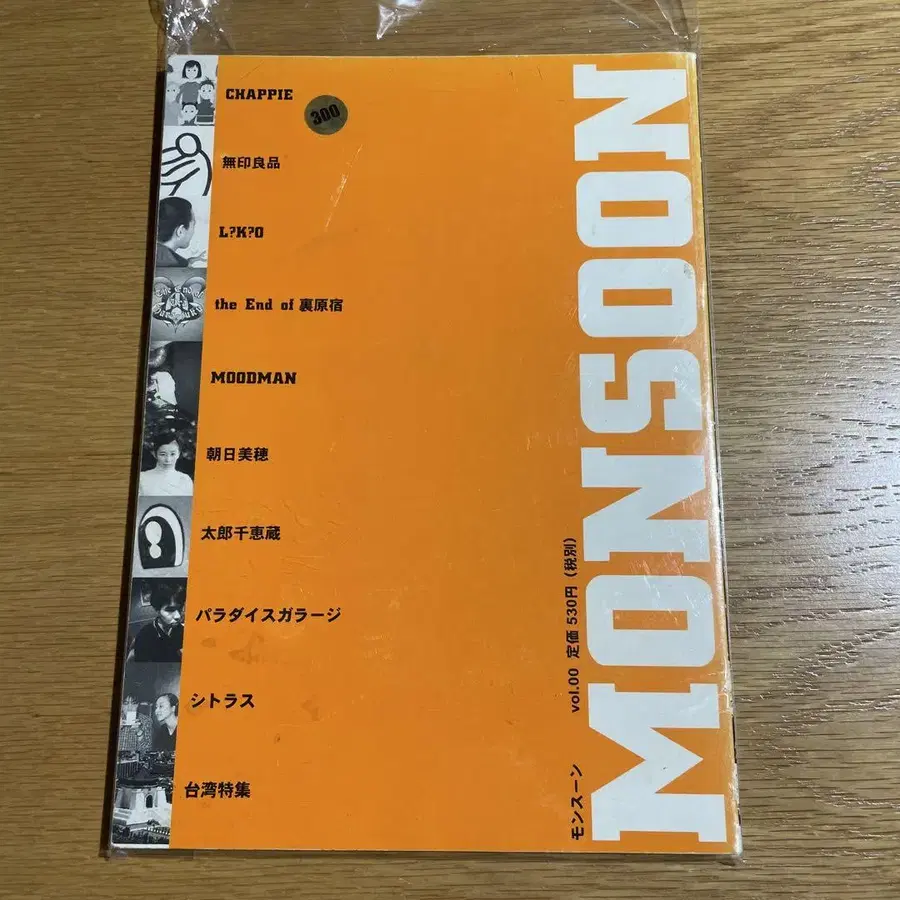 CHAPPIE
300
無印良品
L?K?O
the End of 裏原宿
MOODMAN
朝日美穂
太郎千恵蔵
パラダイスガラージ
シトラス
台湾特集
モンスーン vol.00 定価 530円 (税別)
MONSOON